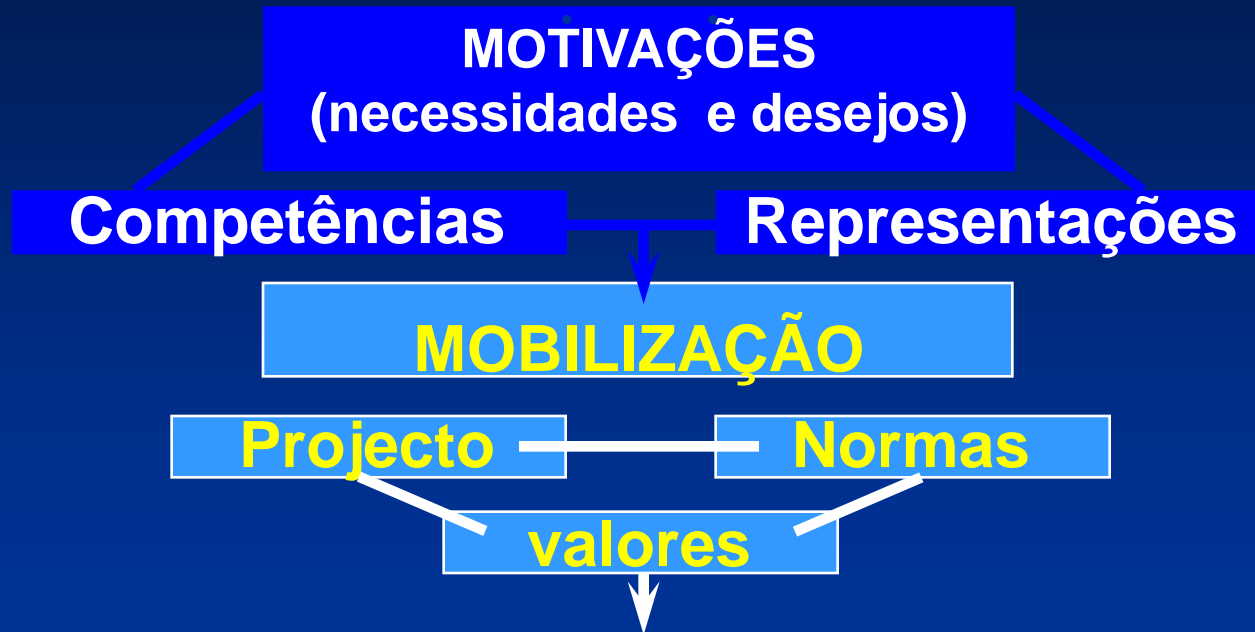 MOTIVAÇÕES
(necessidades e desejos)
Competências
Representações
MOBILIZAÇÃO
Projecto
Normas
valores